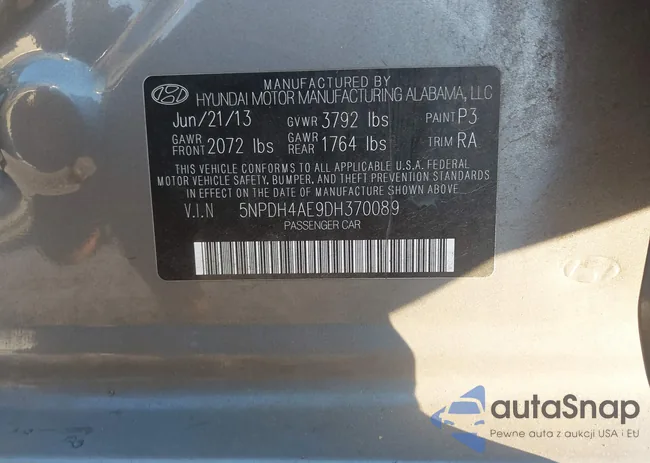 MANUFACTURED BY
HYUNDAI MOTOR MANUFACTURING ALABAMA, LLC
Jun/21/13 GVWR 3792 lbs PAINT P3
GAWR FRONT 2072 lbs GAWR REAR 1764 lbs TRIM RA
THIS VEHICLE CONFORMS TO ALL APPLICABLE U.S.A. FEDERAL
MOTOR VEHICLE SAFETY, BUMPER, AND THEFT PREVENTION STANDARDS
IN EFFECT ON THE DATE OF MANUFACTURE SHOWN ABOVE.
V.I.N 5NPDH4AE9DH370089
PASSENGER CAR
autaSnap
Pewne auta z aukcji USA i EU